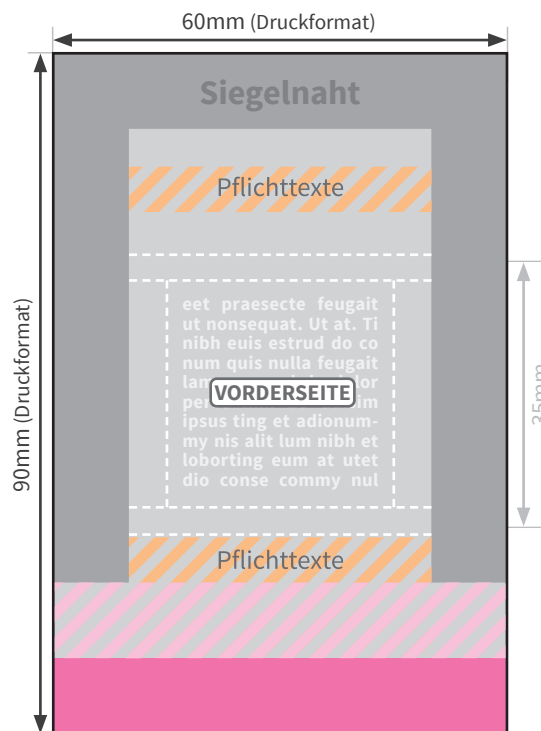 60mm (Druckformat)
Siegelnaht
Pflichttexte
90mm (Druckformat)
35mm
eet praesecte feugait
ut nonsequat. Ut at. Ti
nibh euis estrud do co
num quis nulla feugait
VORDERSEITE
ipsus ting et adionum-
my nis alit lum nibh et
loborting eum at utet
dio conse commy nul
Pflichttexte